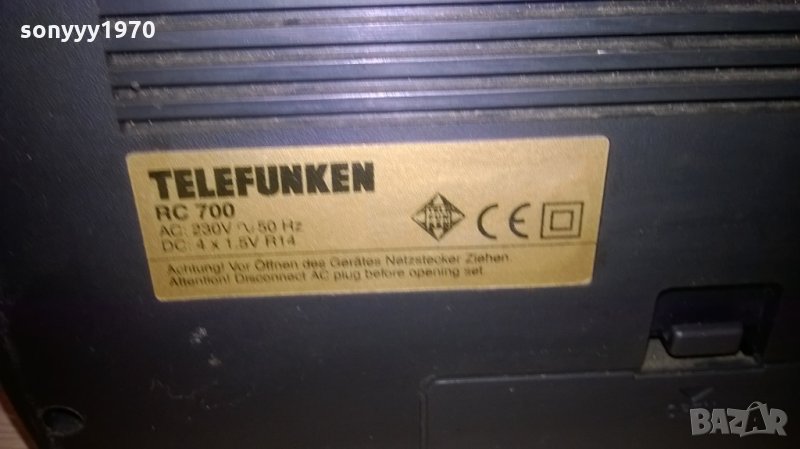 sonyyy1970
TELEFUNKEN
RC 700
AC: 230V ∿ 50 Hz
DC: 4 x 1.5V R14
CE
Achtung! Vor Öffnen des Gerätes Netzstecker Ziehen.
Attention! Disconnect AC plug before opening set.
BAZAR